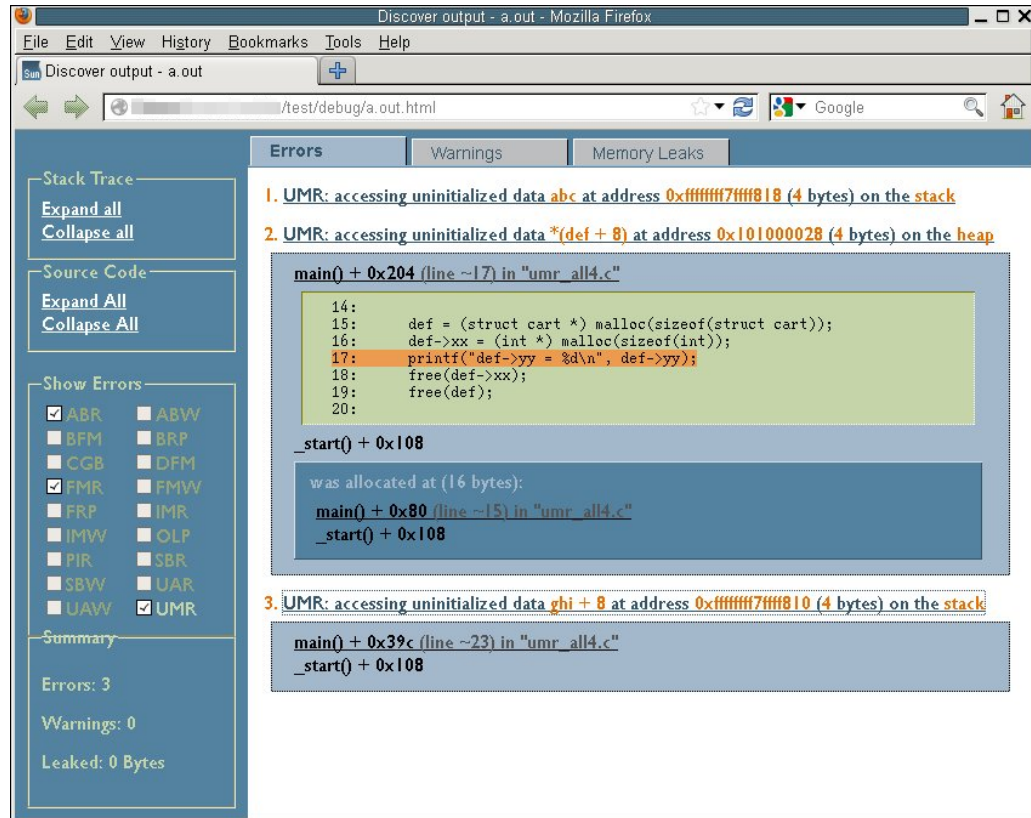 Discover output - a.out - Mozilla Firefox
File Edit View History Bookmarks Tools Help
Sun Discover output - a.out
/test/debug/a.out.html
Google
Errors Warnings Memory Leaks
Stack Trace
Expand all
Collapse all
Source Code
Expand All
Collapse All
Show Errors
ABR ABW
BFM BRP
CGB DFM
FMR FMW
FRP IMR
IMW OLP
PIR SBR
SBW UAR
UAW UMR
Summary
Errors: 3
Warnings: 0
Leaked: 0 Bytes
1. UMR: accessing uninitialized data abc at address 0xffffffff7ffff818 (4 bytes) on the stack
2. UMR: accessing uninitialized data *(def + 8) at address 0x101000028 (4 bytes) on the heap
main() + 0x204 (line ~17) in "umr_all4.c"
14:
15: def = (struct cart *) malloc(sizeof(struct cart));
16: def->xx = (int *) malloc(sizeof(int));
17: printf("def->yy = %d\n", def->yy);
18: free(def->xx);
19: free(def);
20:
_start() + 0x108
was allocated at (16 bytes):
main() + 0x80 (line ~15) in "umr_all4.c"
_start() + 0x108
3. UMR: accessing uninitialized data ghi + 8 at address 0xffffffff7ffff810 (4 bytes) on the stack
main() + 0x39c (line ~23) in "umr_all4.c"
_start() + 0x108